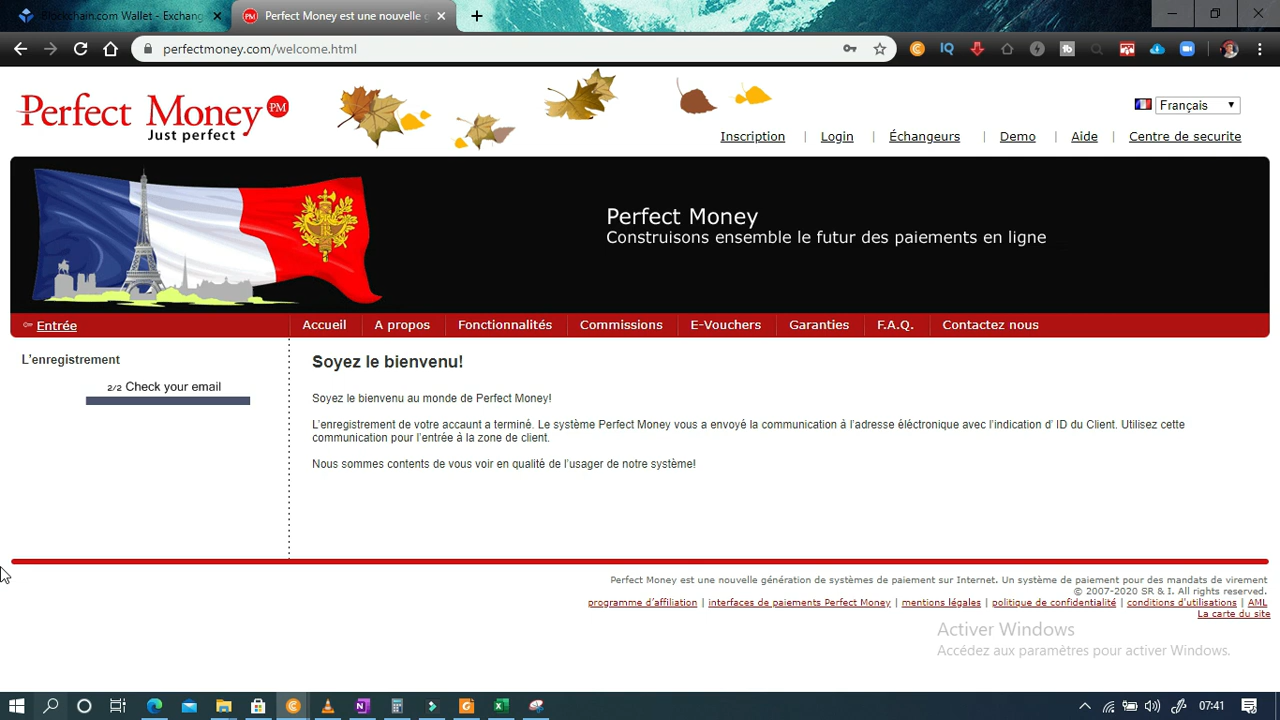 Blockchain.com Wallet - Exchang
Perfect Money est une nouvelle g
perfectmoney.com/welcome.html
Perfect Money PM
Just perfect
Français
Inscription | Login | Échangeurs | Demo | Aide | Centre de securite
Perfect Money
Construisons ensemble le futur des paiements en ligne
Entrée
Accueil A propos Fonctionnalités Commissions E-Vouchers Garanties F.A.Q. Contactez nous
L'enregistrement
2/2 Check your email
Soyez le bienvenu!
Soyez le bienvenu au monde de Perfect Money!
L'enregistrement de votre accaunt a terminé. Le système Perfect Money vous a envoyé la communication à l'adresse éléctronique avec l'indication d' ID du Client. Utilisez cette
communication pour l'entrée à la zone de client.
Nous sommes contents de vous voir en qualité de l'usager de notre système!
Perfect Money est une nouvelle génération de systèmes de paiement sur Internet. Un système de paiement pour des mandats de virement
© 2007-2020 SR & I. All rights reserved.
programme d'affiliation | interfaces de paiements Perfect Money | mentions légales | politique de confidentialité | conditions d'utilisations | AML
La carte du site
Activer Windows
Accédez aux paramètres pour activer Windows.
07:41